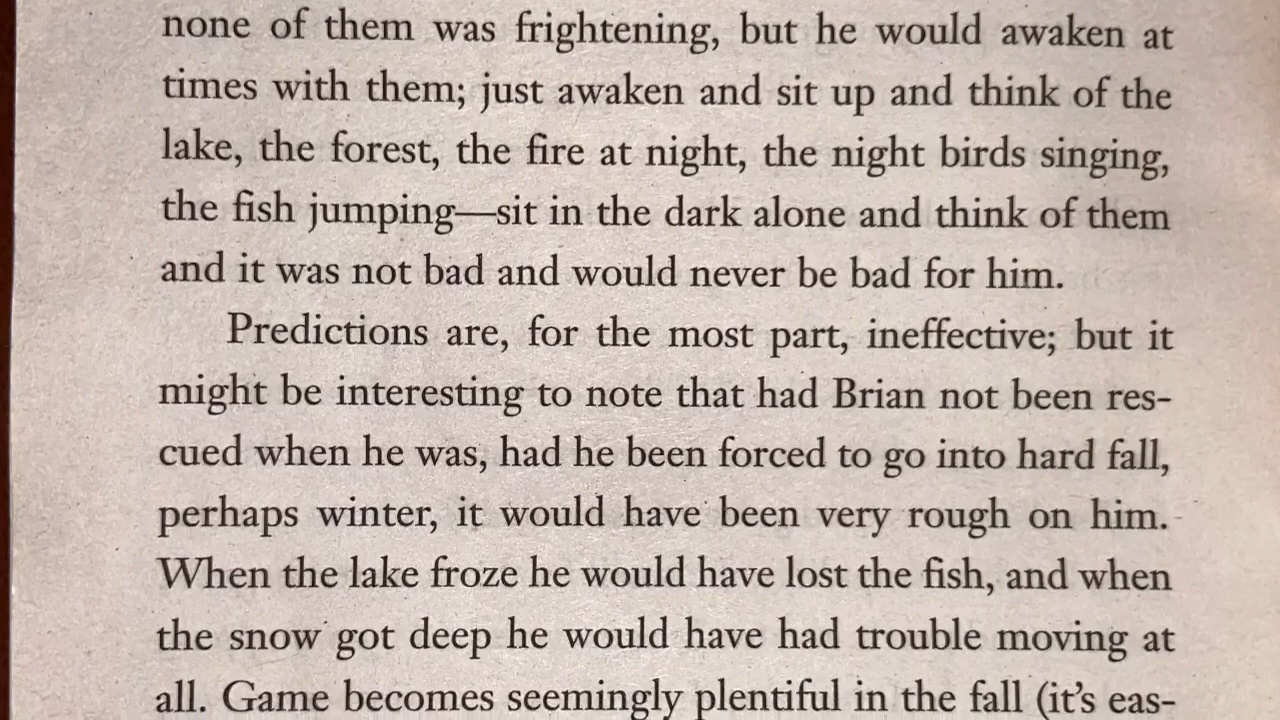 none of them was frightening, but he would awaken at
times with them; just awaken and sit up and think of the
lake, the forest, the fire at night, the night birds singing,
the fish jumping—sit in the dark alone and think of them
and it was not bad and would never be bad for him.
Predictions are, for the most part, ineffective; but it
might be interesting to note that had Brian not been res-
cued when he was, had he been forced to go into hard fall,
perhaps winter, it would have been very rough on him.
When the lake froze he would have lost the fish, and when
the snow got deep he would have had trouble moving at
all. Game becomes seemingly plentiful in the fall (it's eas-